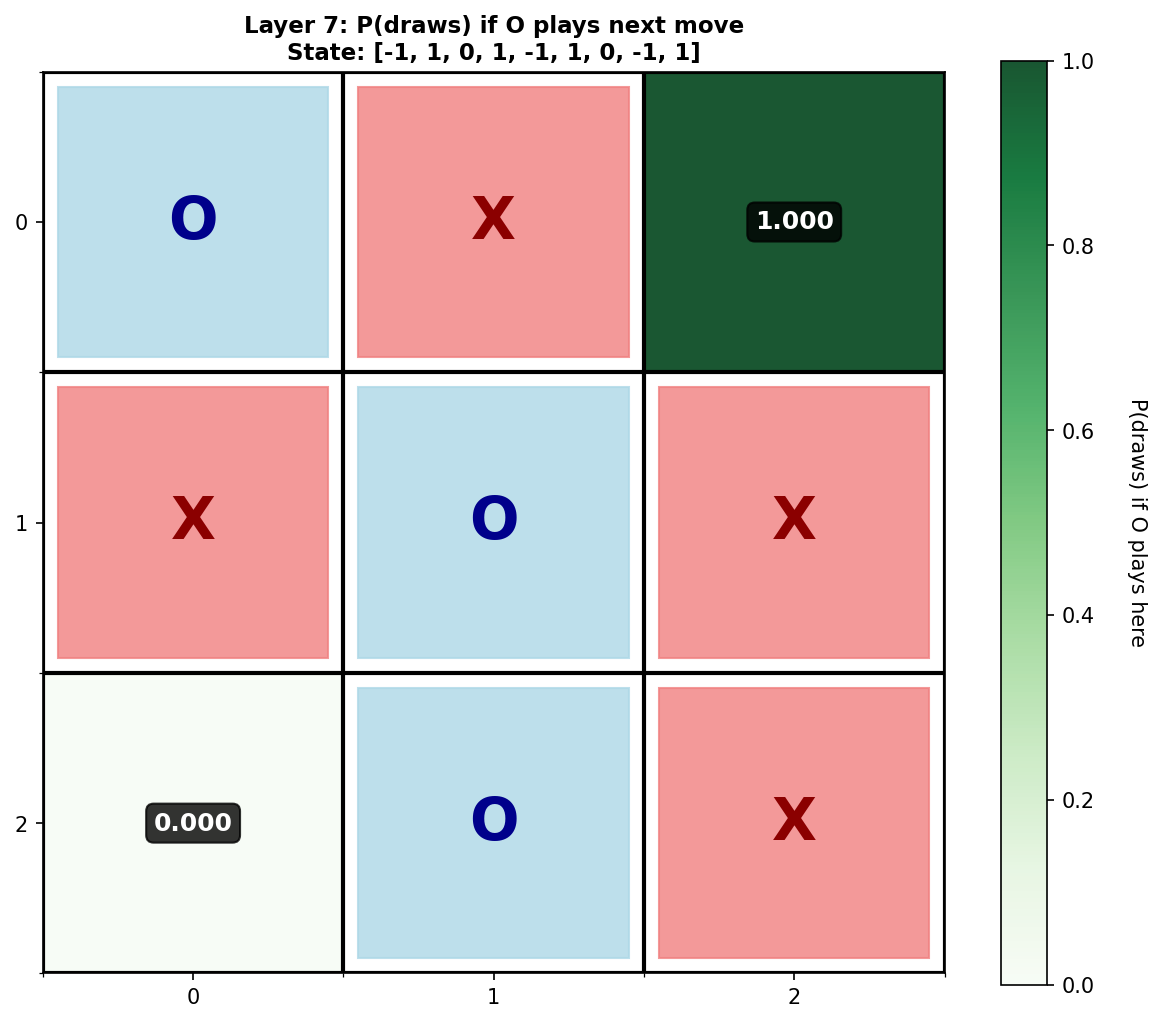 Layer 7: P(draws) if O plays next move
State: [-1, 1, 0, 1, -1, 1, 0, -1, 1]
O
X
1.000
X
O
X
0.000
O
X
0
1
2
0
1
2
1.0
0.8
0.6
0.4
0.2
0.0
P(draws) if O plays here